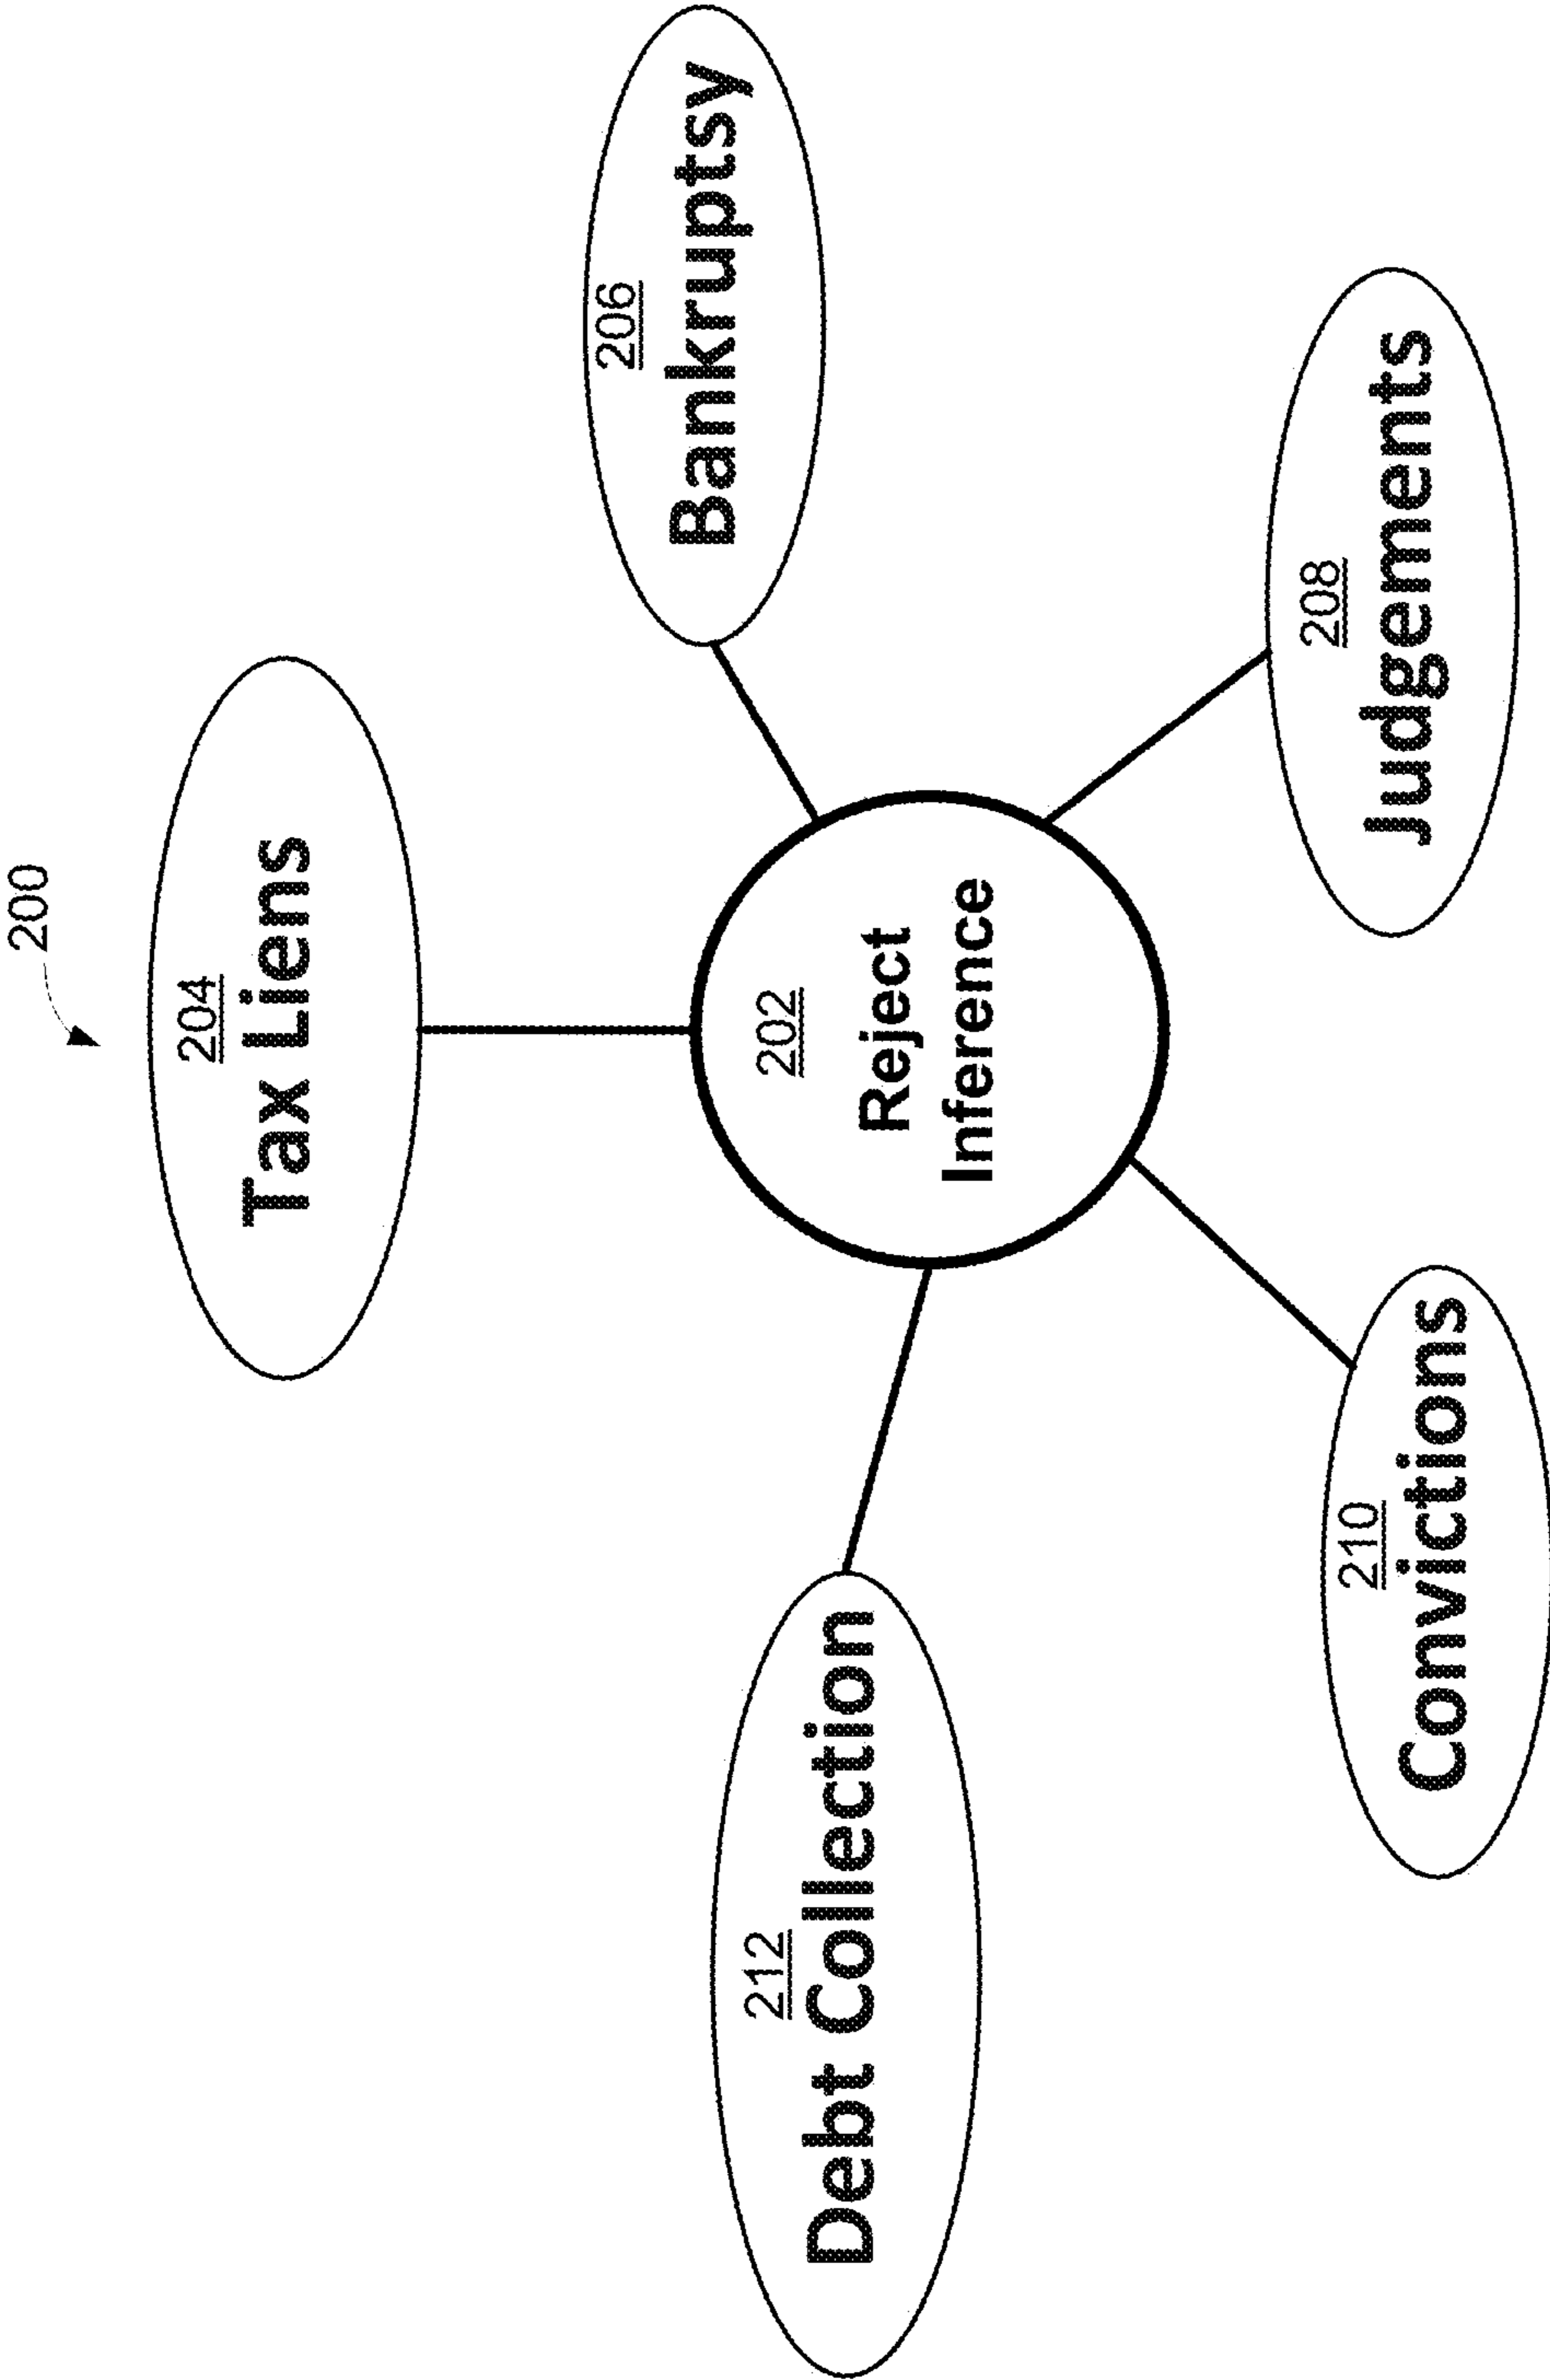 200
204
Tax Liens
206
Bankruptsy
212
Debt Collection
202
Reject
Inference
208
Judgements
210
Convictions